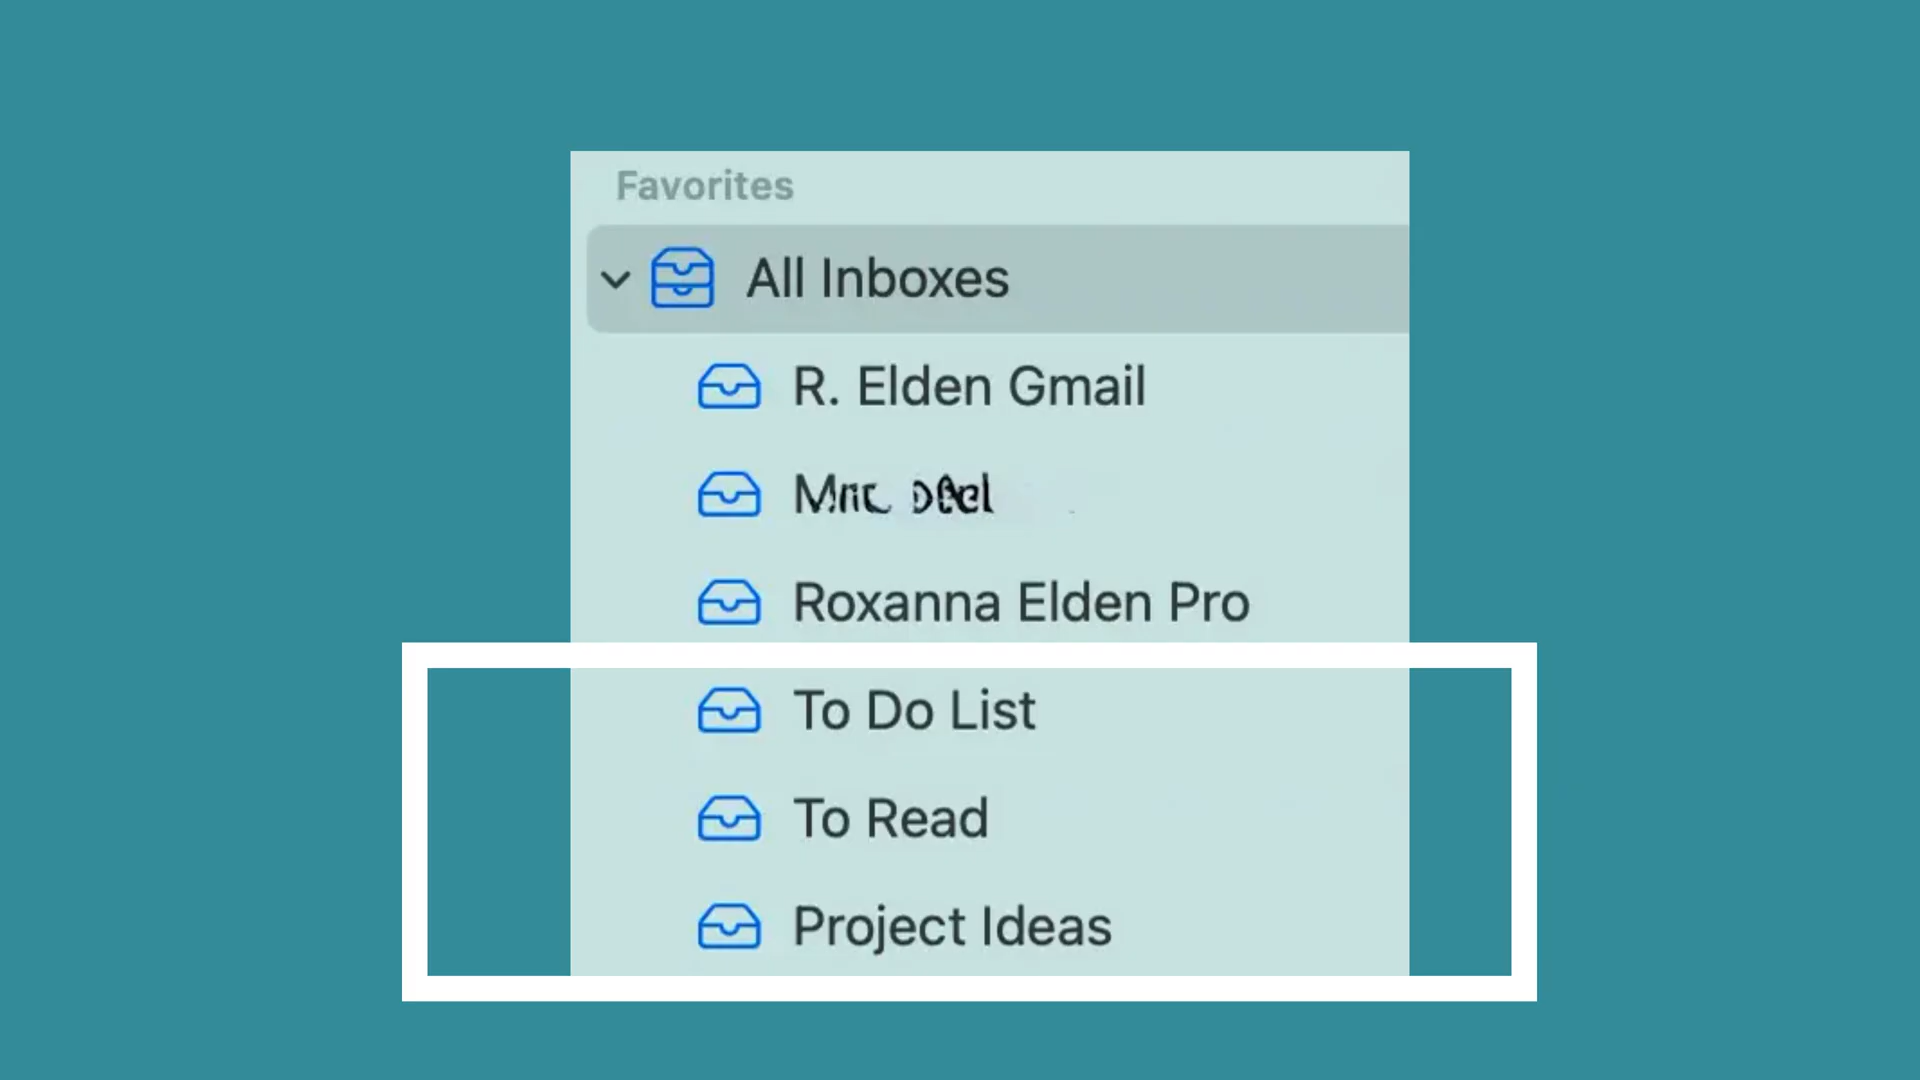 Favorites
All Inboxes
R. Elden Gmail
Roxanna Elden Pro
To Do List
To Read
Project Ideas